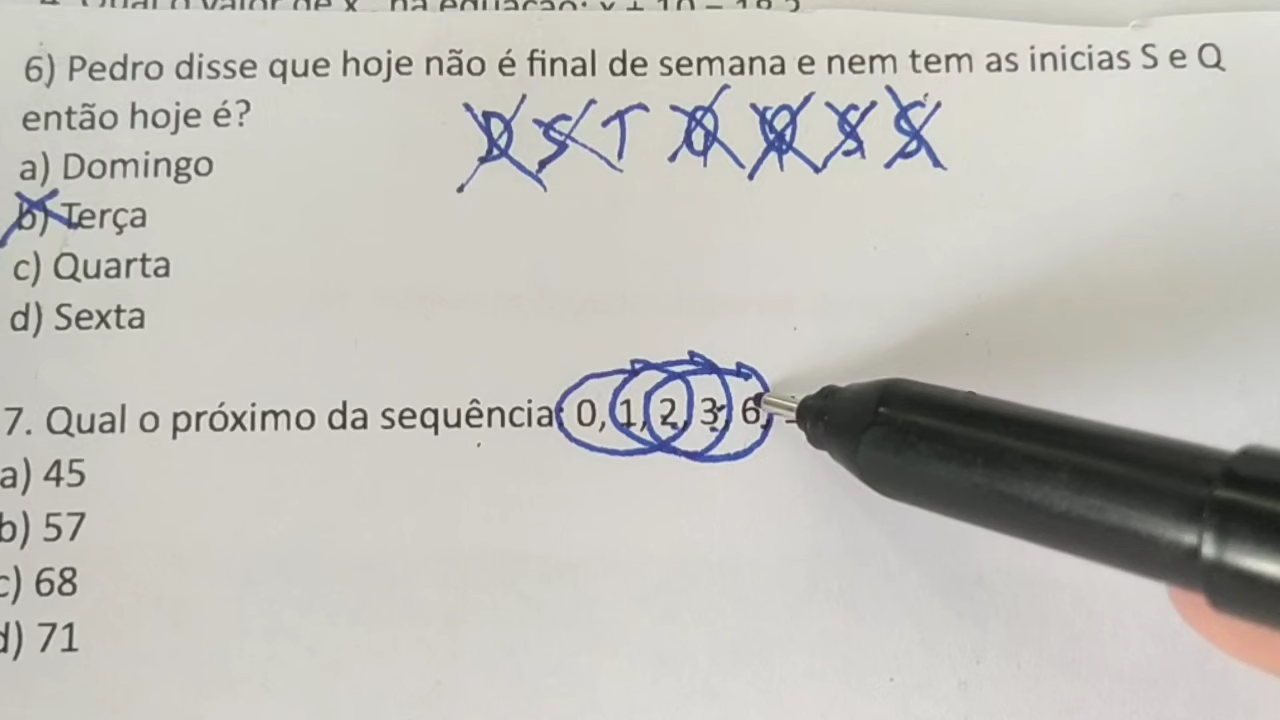 6) Pedro disse que hoje não é final de semana e nem tem as inicias S e Q
então hoje é?
D S T Q Q S S
a) Domingo
b) Terça
c) Quarta
d) Sexta
7. Qual o próximo da sequência: 0, 1, 2, 3, 6,
a) 45
b) 57
c) 68
d) 71